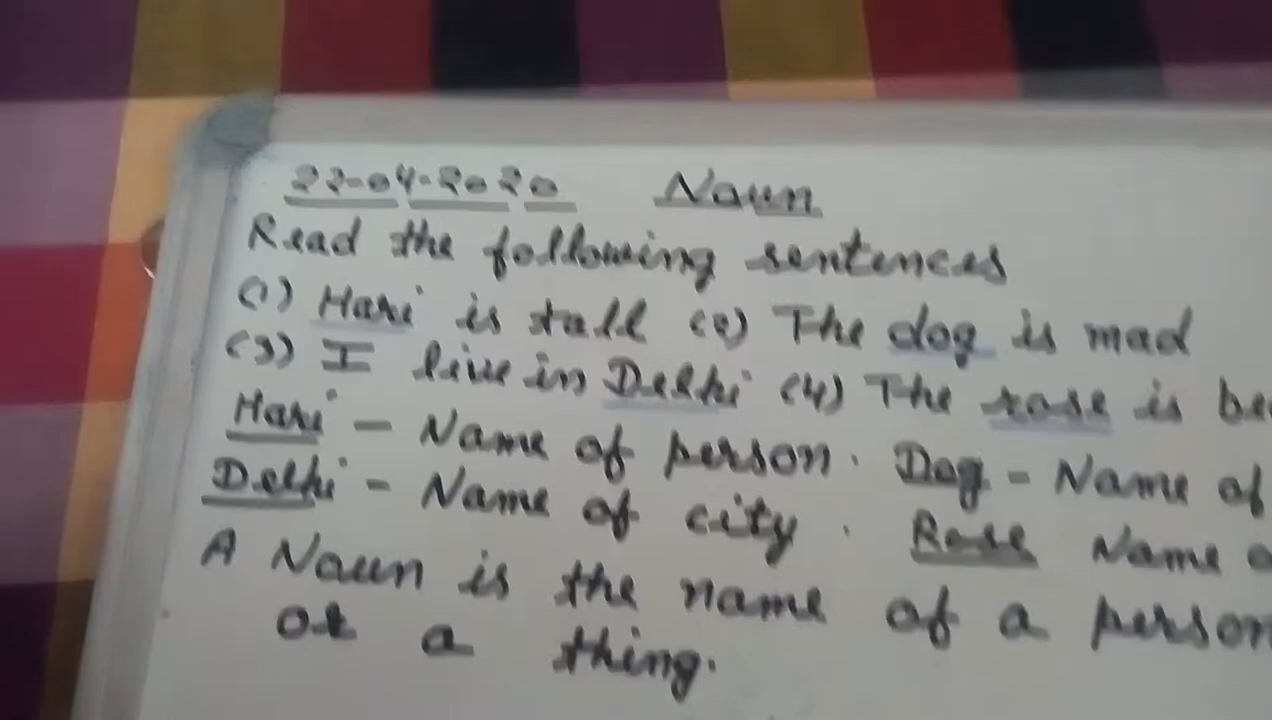 22-04-2020 Noun
Read the following sentences
(1) Hari is tall (2) The dog is mad
(3) I live in Delhi (4) The rose is be
Hari - Name of person. Dog - Name of
Delhi - Name of city. Rose Name o
A Noun is the name of a person
or a thing.